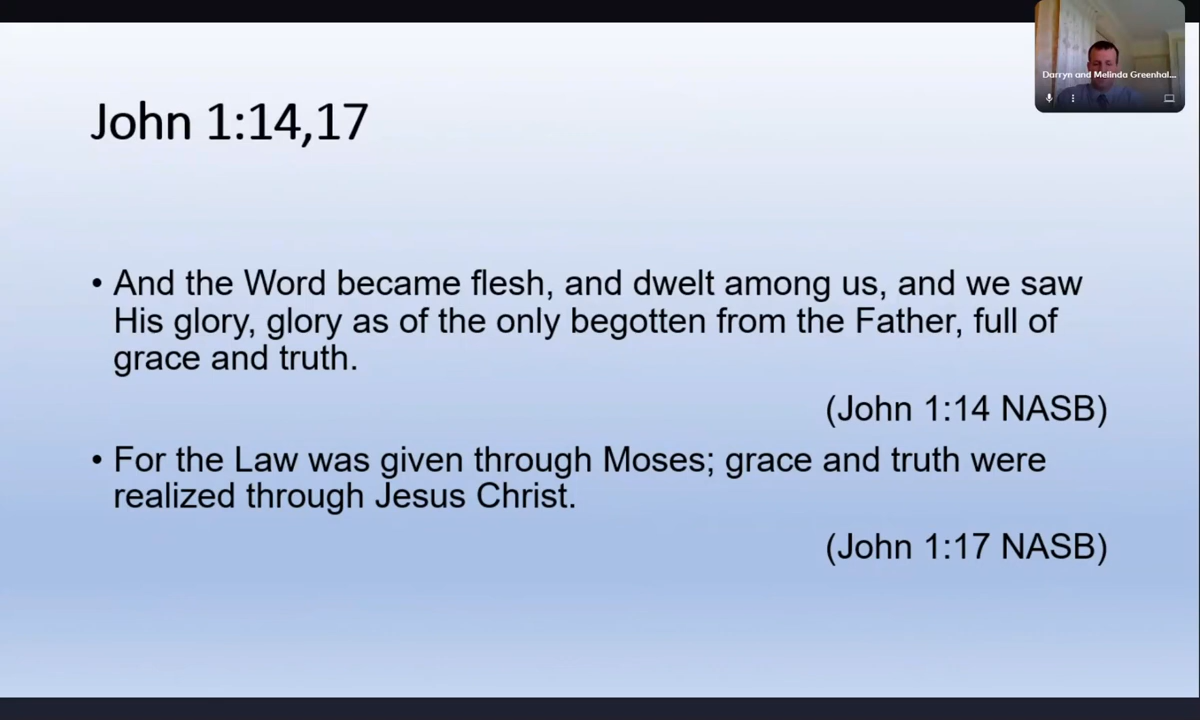 Darryn and Melinda Greenhal...
John 1:14,17
• And the Word became flesh, and dwelt among us, and we saw
His glory, glory as of the only begotten from the Father, full of
grace and truth.
(John 1:14 NASB)
• For the Law was given through Moses; grace and truth were
realized through Jesus Christ.
(John 1:17 NASB)